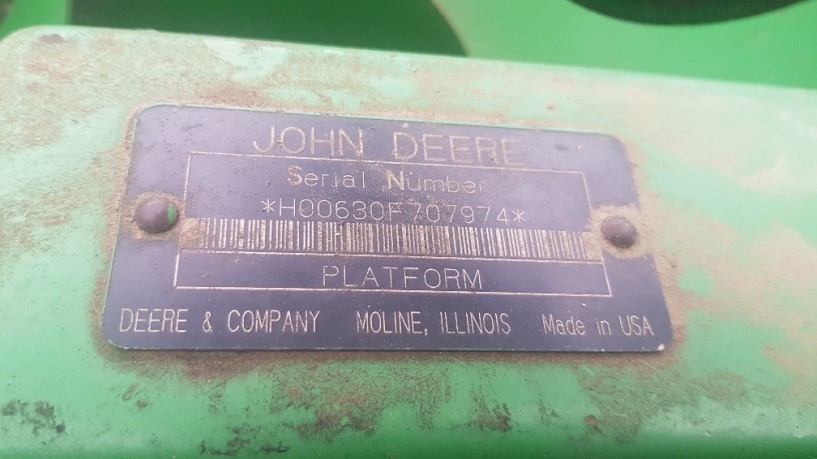 JOHN DEERE
Serial Number
*H00630F707974*
PLATFORM
DEERE & COMPANY MOLINE, ILLINOIS Made in USA